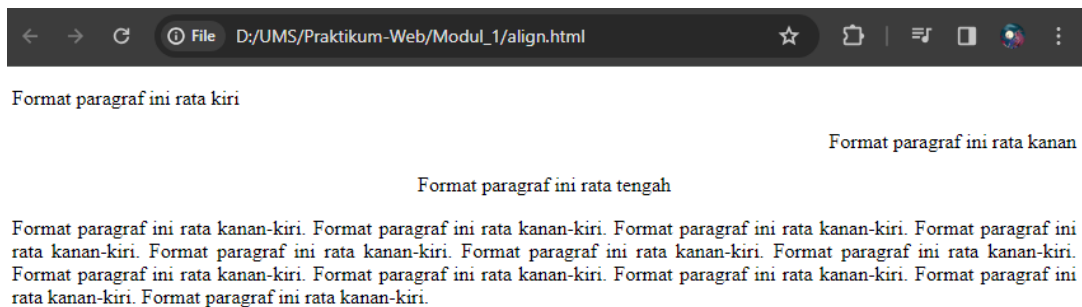 File D:/UMS/Praktikum-Web/Modul_1/align.html
Format paragraf ini rata kiri
Format paragraf ini rata kanan
Format paragraf ini rata tengah
Format paragraf ini rata kanan-kiri. Format paragraf ini rata kanan-kiri. Format paragraf ini rata kanan-kiri. Format paragraf ini
rata kanan-kiri. Format paragraf ini rata kanan-kiri. Format paragraf ini rata kanan-kiri. Format paragraf ini rata kanan-kiri.
Format paragraf ini rata kanan-kiri. Format paragraf ini rata kanan-kiri. Format paragraf ini rata kanan-kiri. Format paragraf ini
rata kanan-kiri. Format paragraf ini rata kanan-kiri.